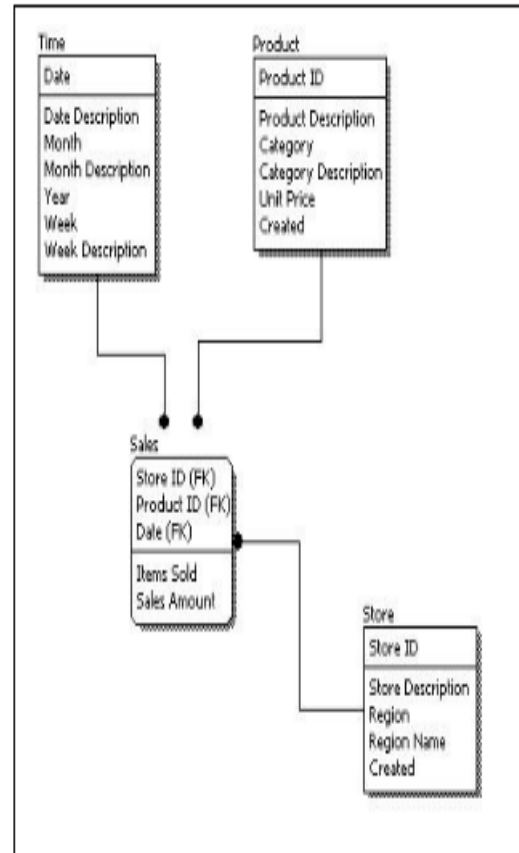 Time
Date
Date Description
Month
Month Description
Year
Week
Week Description
Product
Product ID
Product Description
Category
Category Description
Unit Price
Created
Sales
Store ID (FK)
Product ID (FK)
Date (FK)
Items Sold
Sales Amount
Store
Store ID
Store Description
Region
Region Name
Created